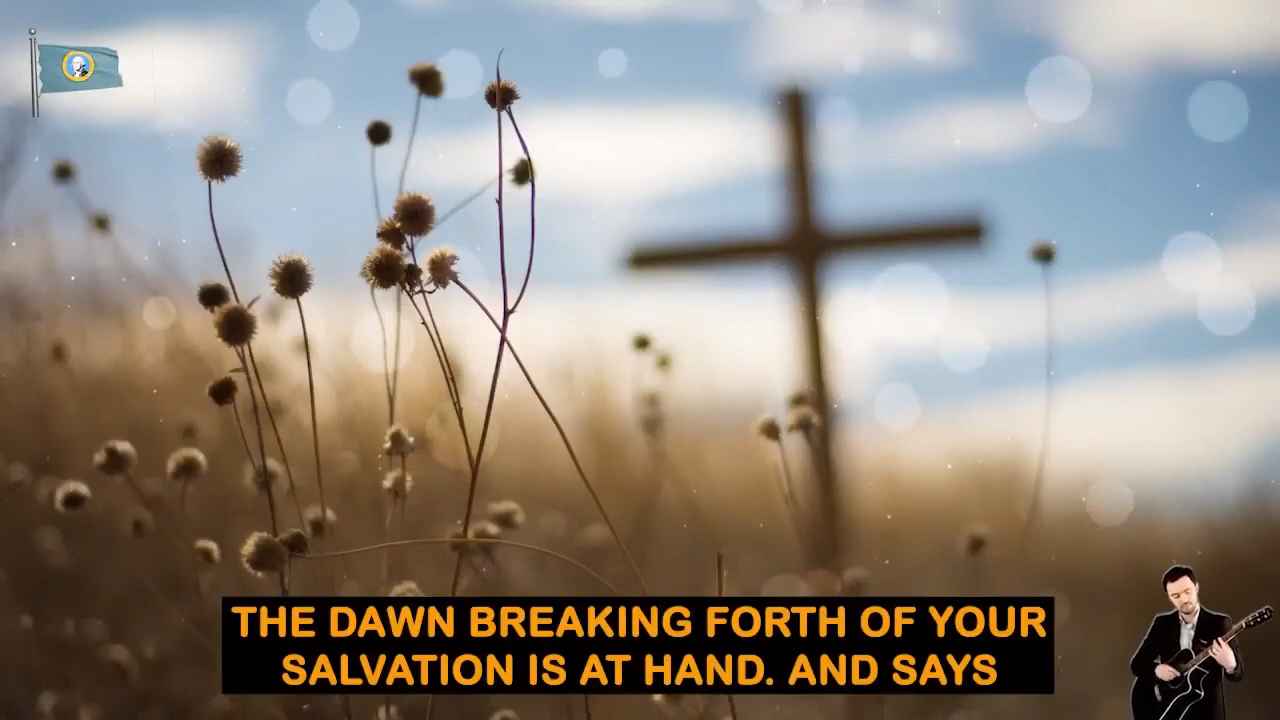 THE DAWN BREAKING FORTH OF YOUR
SALVATION IS AT HAND. AND SAYS